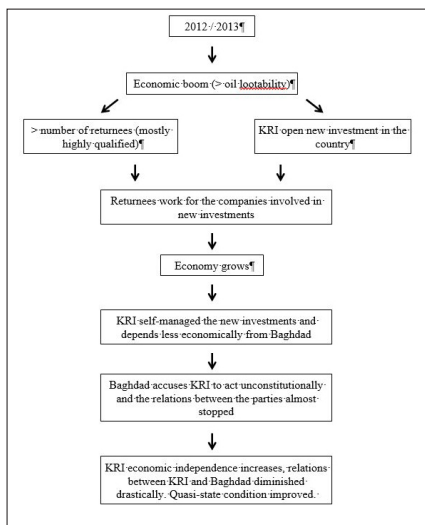 2012 / 2013¶
Economic boom (> oil lootability)¶
> number of returnees (mostly
highly qualified)¶
KRI open new investment in the
country¶
Returnees work for the companies involved in
new investments
Economy grows¶
KRI self-managed the new investments and
depends less economically from Baghdad
Baghdad accuses KRI to act unconstitutionally
and the relations between the parties almost
stopped
KRI economic independence increases, relations
between KRI and Baghdad diminished
drastically. Quasi-state condition improved.